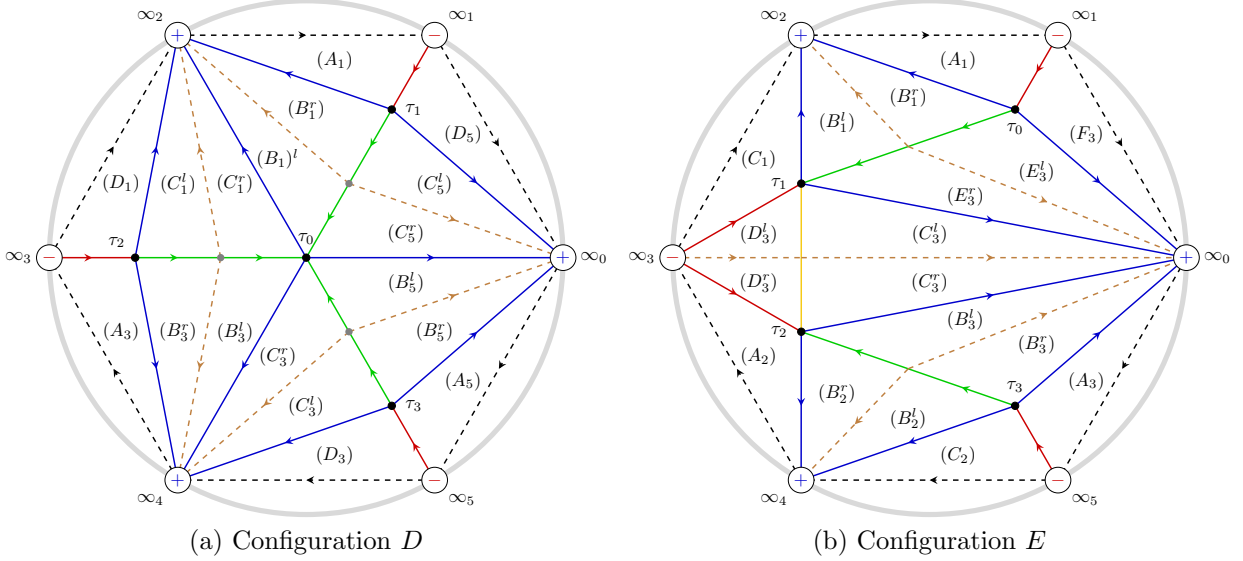 ∞₂ ∞₁ ∞₂ ∞₁
+ − + −
(A₁) (A₁)
(B₁ʳ) τ₁ (B₁ʳ) τ₀
(B₁ˡ)
(D₅) (F₃)
(B₁)ˡ (C₁)
(D₁) (C₁ˡ) (C₁ʳ) (C₅ˡ) τ₁ (E₃ˡ)
(E₃ʳ)
τ₂ τ₀ (C₅ʳ) (D₃ˡ) (C₃ˡ)
∞₃ − + ∞₀ ∞₃ − + ∞₀
(B₅ˡ) (C₃ʳ)
(D₃ʳ)
(A₃) (B₃ʳ) (B₃ˡ) (B₅ʳ) τ₂ (B₃ˡ)
(C₃ʳ) (A₂) (B₃ʳ)
(A₅) (B₂ʳ) (A₃)
(C₃ˡ) τ₃ (B₂ˡ) τ₃
(D₃) (C₂)
+ − + −
∞₄ ∞₅ ∞₄ ∞₅
(a) Configuration D (b) Configuration E